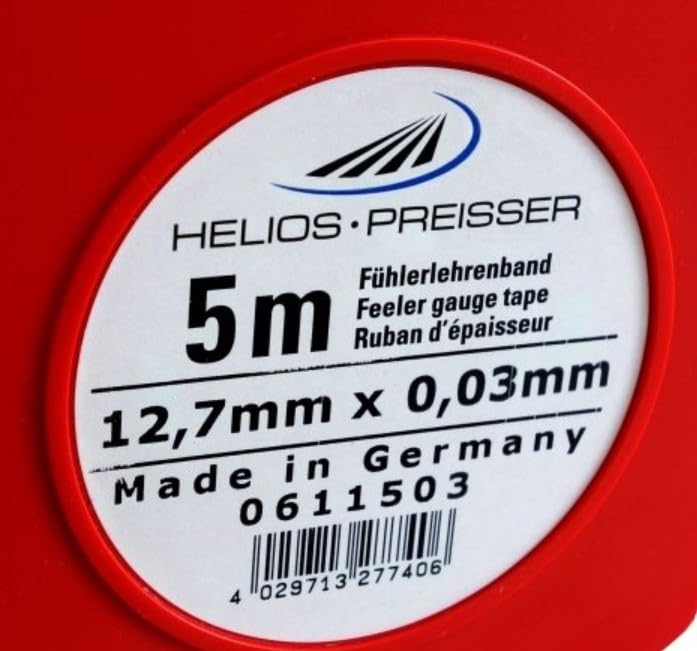 HELIOS·PREISSER
5m
Fühlerlehrenband
Feeler gauge tape
Ruban d'épaisseur
12,7mm x 0,03mm
Made in Germany
0611503
4 029713 277406